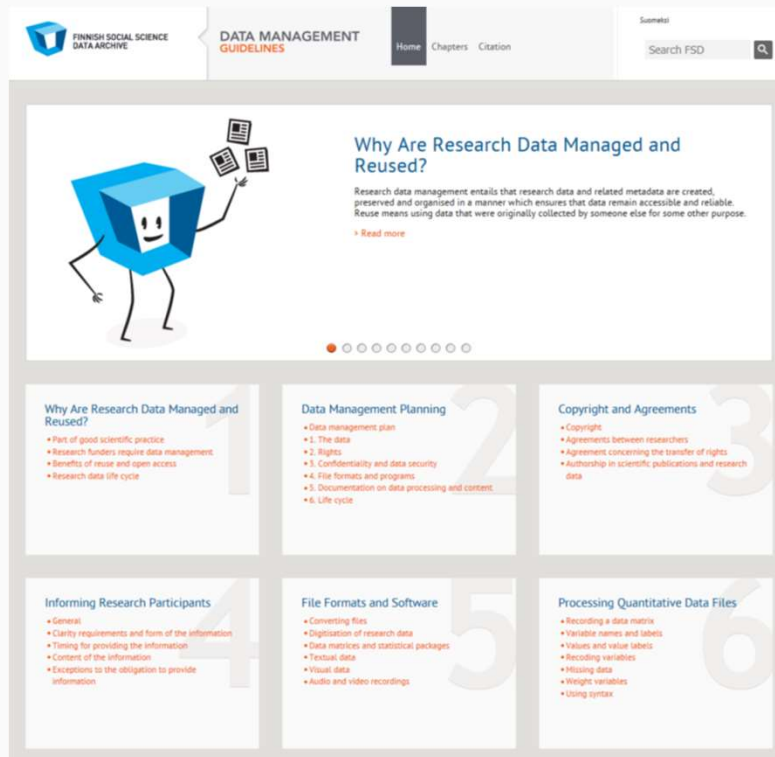 FINNISH SOCIAL SCIENCE
DATA ARCHIVE
DATA MANAGEMENT
GUIDELINES
Home Chapters Citation
Suomeksi
Search FSD
Why Are Research Data Managed and
Reused?
Research data management entails that research data and related metadata are created,
preserved and organised in a manner which ensures that data remain accessible and reliable.
Reuse means using data that were originally collected by someone else for some other purpose.
› Read more
1
Why Are Research Data Managed and
Reused?
• Part of good scientific practice
• Research funders require data management
• Benefits of reuse and open access
• Research data life cycle
2
Data Management Planning
• Data management plan
• 1. The data
• 2. Rights
• 3. Confidentiality and data security
• 4. File formats and programs
• 5. Documentation on data processing and content
• 6. Life cycle
3
Copyright and Agreements
• Copyright
• Agreements between researchers
• Agreement concerning the transfer of rights
• Authorship in scientific publications and research
data
4
Informing Research Participants
• General
• Clarity requirements and form of the information
• Timing for providing the information
• Content of the information
• Exceptions to the obligation to provide
information
5
File Formats and Software
• Converting files
• Digitisation of research data
• Data matrices and statistical packages
• Textual data
• Visual data
• Audio and video recordings
6
Processing Quantitative Data Files
• Recording a data matrix
• Variable names and labels
• Values and value labels
• Recoding variables
• Missing data
• Weight variables
• Using syntax